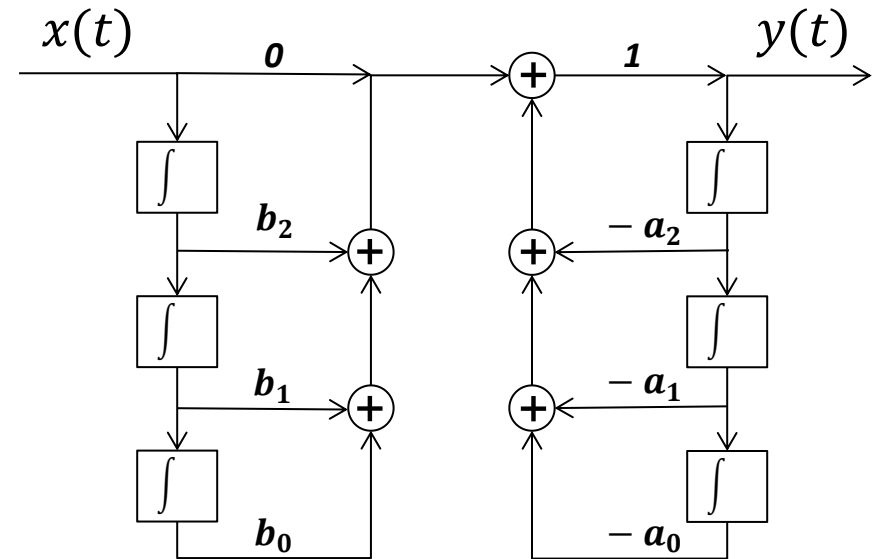 x(t) 0 + 1 y(t)
∫ ∫
b₂ + + − a₂
∫ ∫
b₁ + + − a₁
∫ ∫
b₀ − a₀